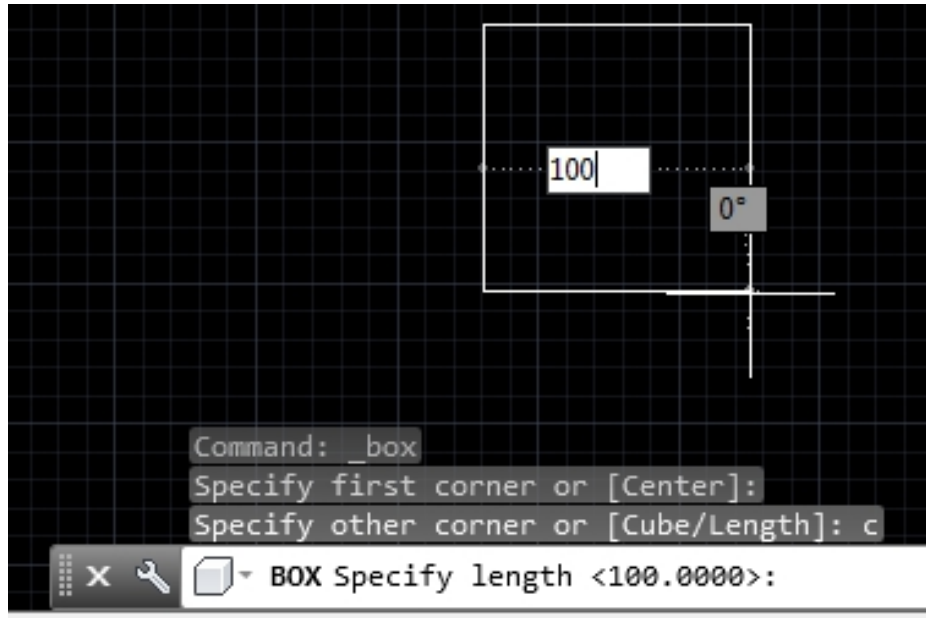 100
0°
Command: _box
Specify first corner or [Center]:
Specify other corner or [Cube/Length]: c
BOX Specify length <100.0000>: